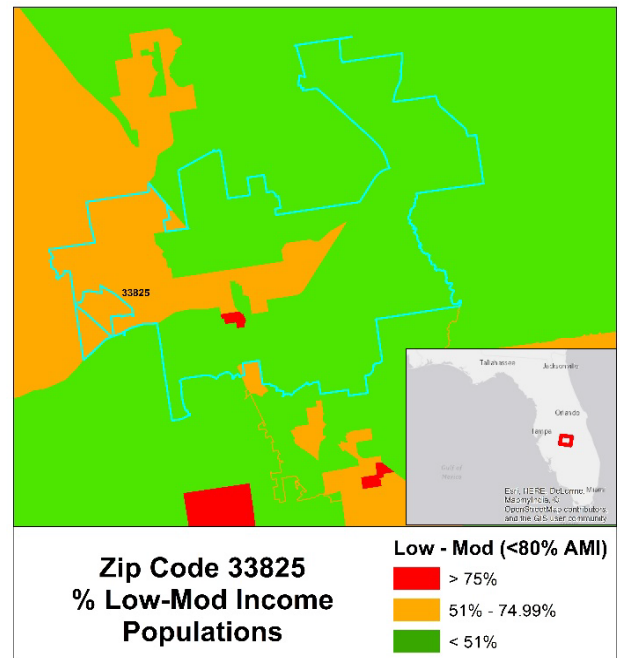 33825
Tallahassee
Jacksonville
Orlando
Tampa
Gulf of
Mexico
Miami
Esri, HERE, DeLorme,
MapmyIndia, ©
OpenStreetMap contributors,
and the GIS user community
Zip Code 33825
% Low-Mod Income
Populations
Low - Mod (<80% AMI)
> 75%
51% - 74.99%
< 51%